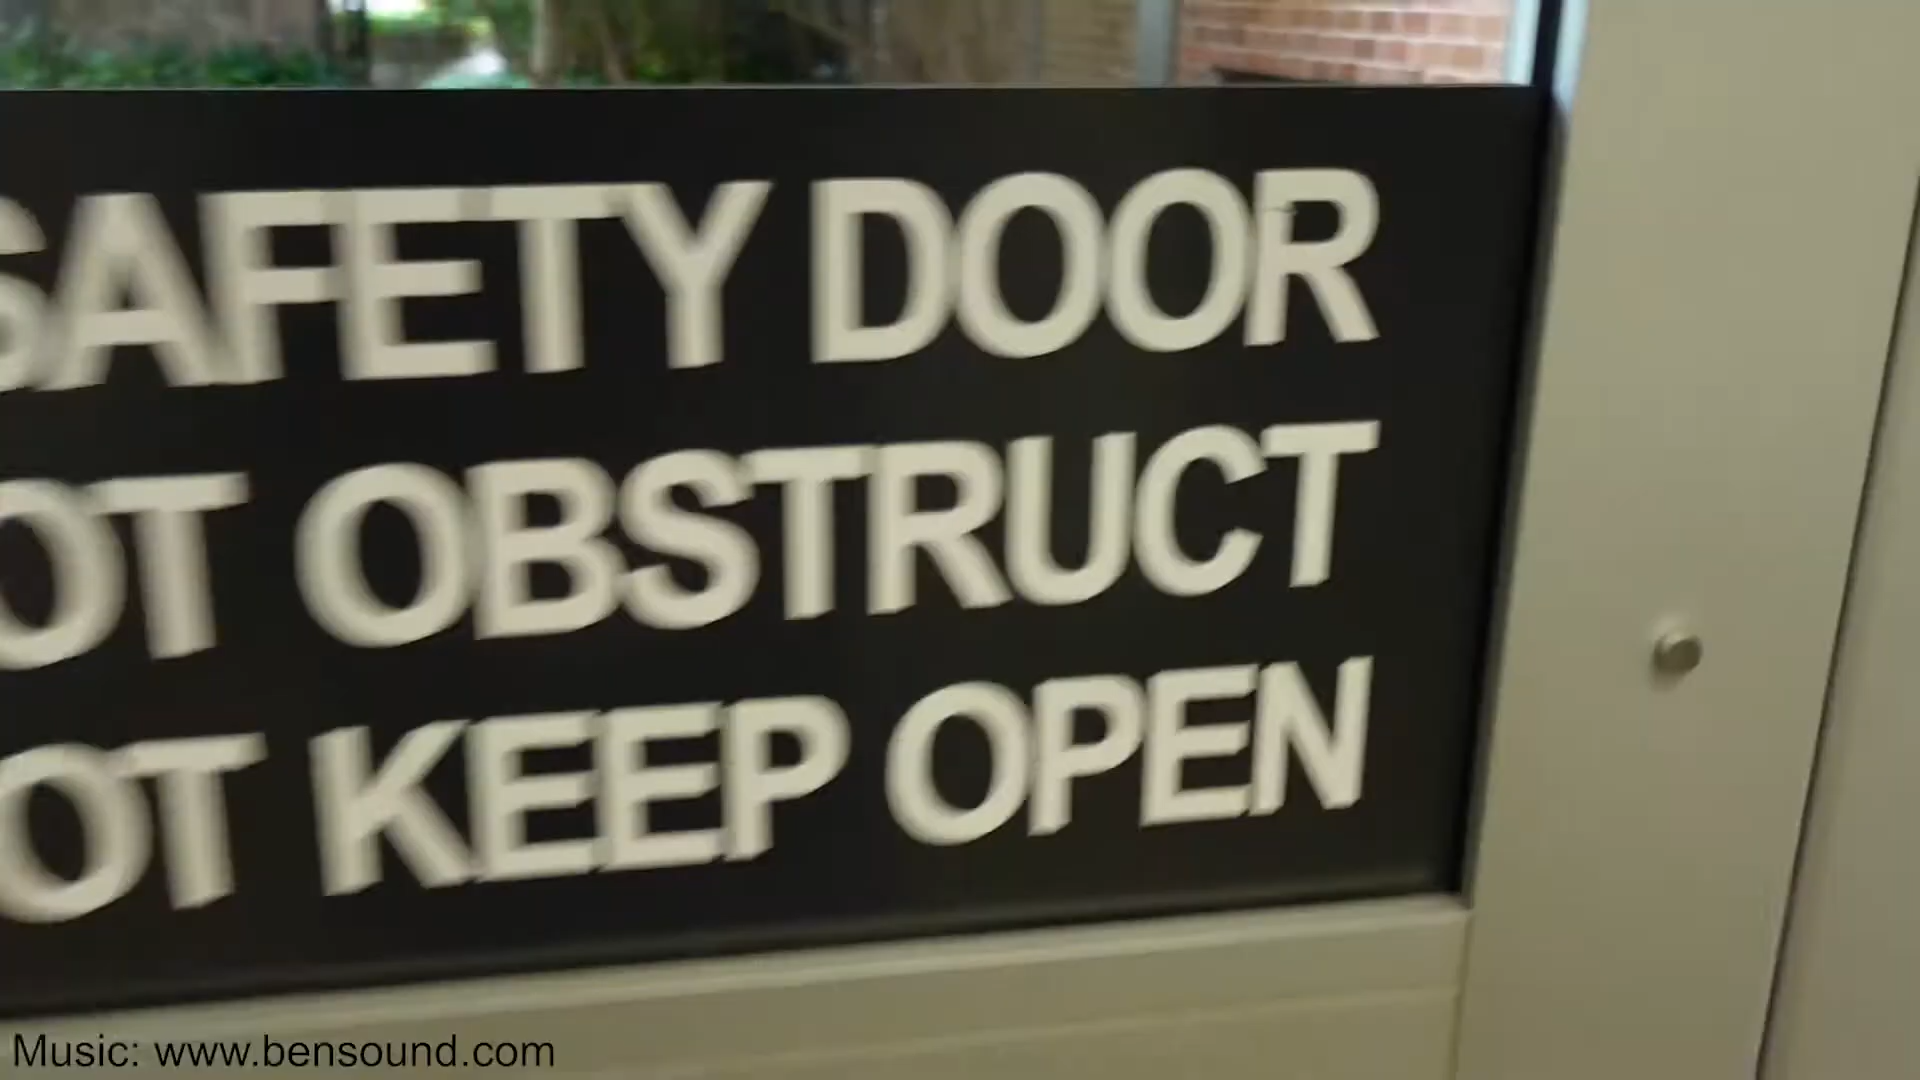 SAFETY DOOR
OT OBSTRUCT
OT KEEP OPEN
Music: www.bensound.com